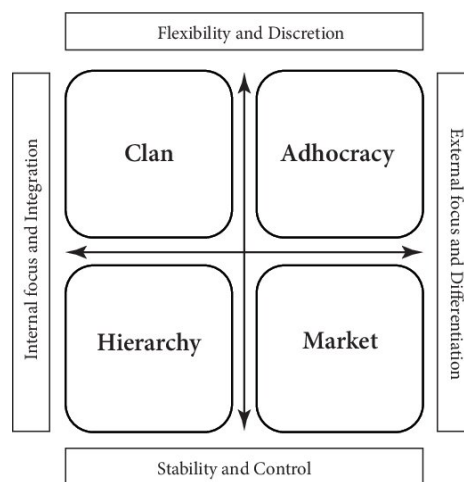 Flexibility and Discretion
Internal focus and Integration
Clan
Adhocracy
External focus and Differentiation
Hierarchy
Market
Stability and Control